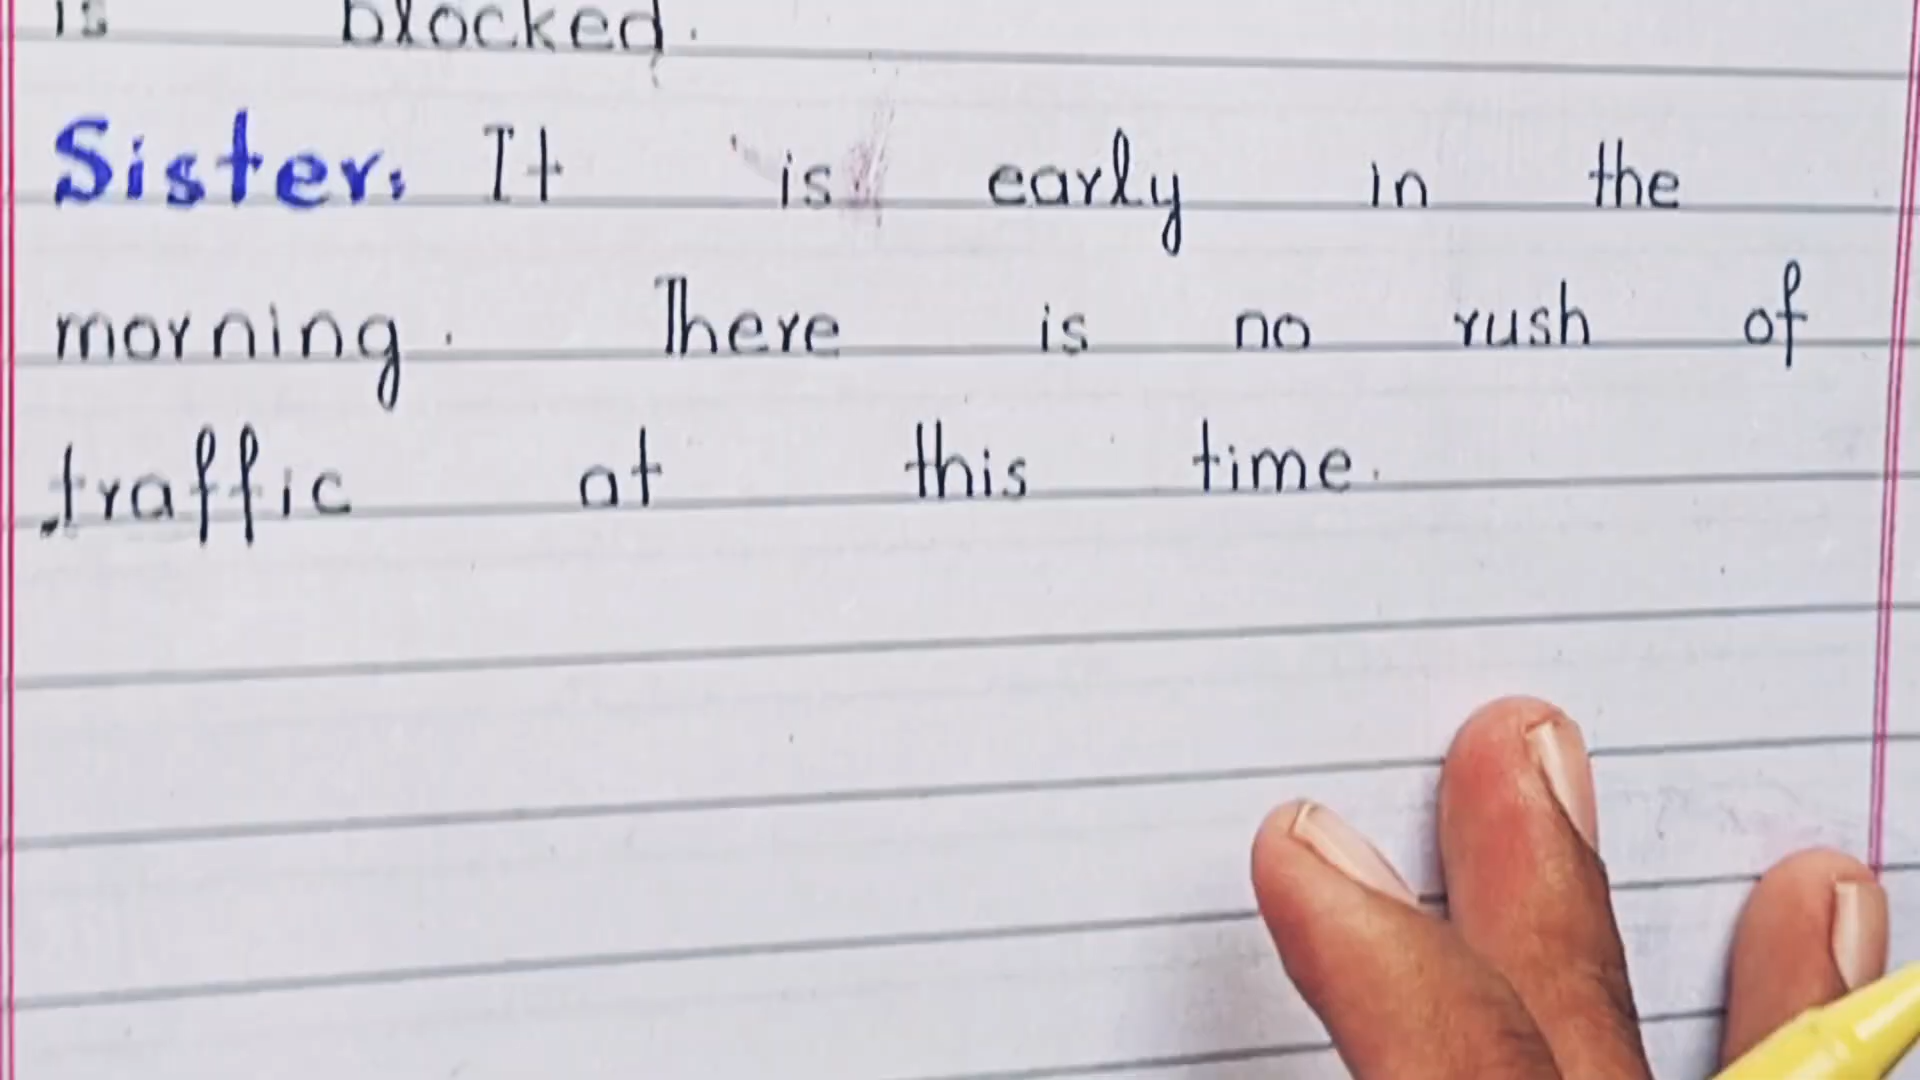 is blocked.
Sister: It is early in the
morning. There is no rush of
traffic at this time.